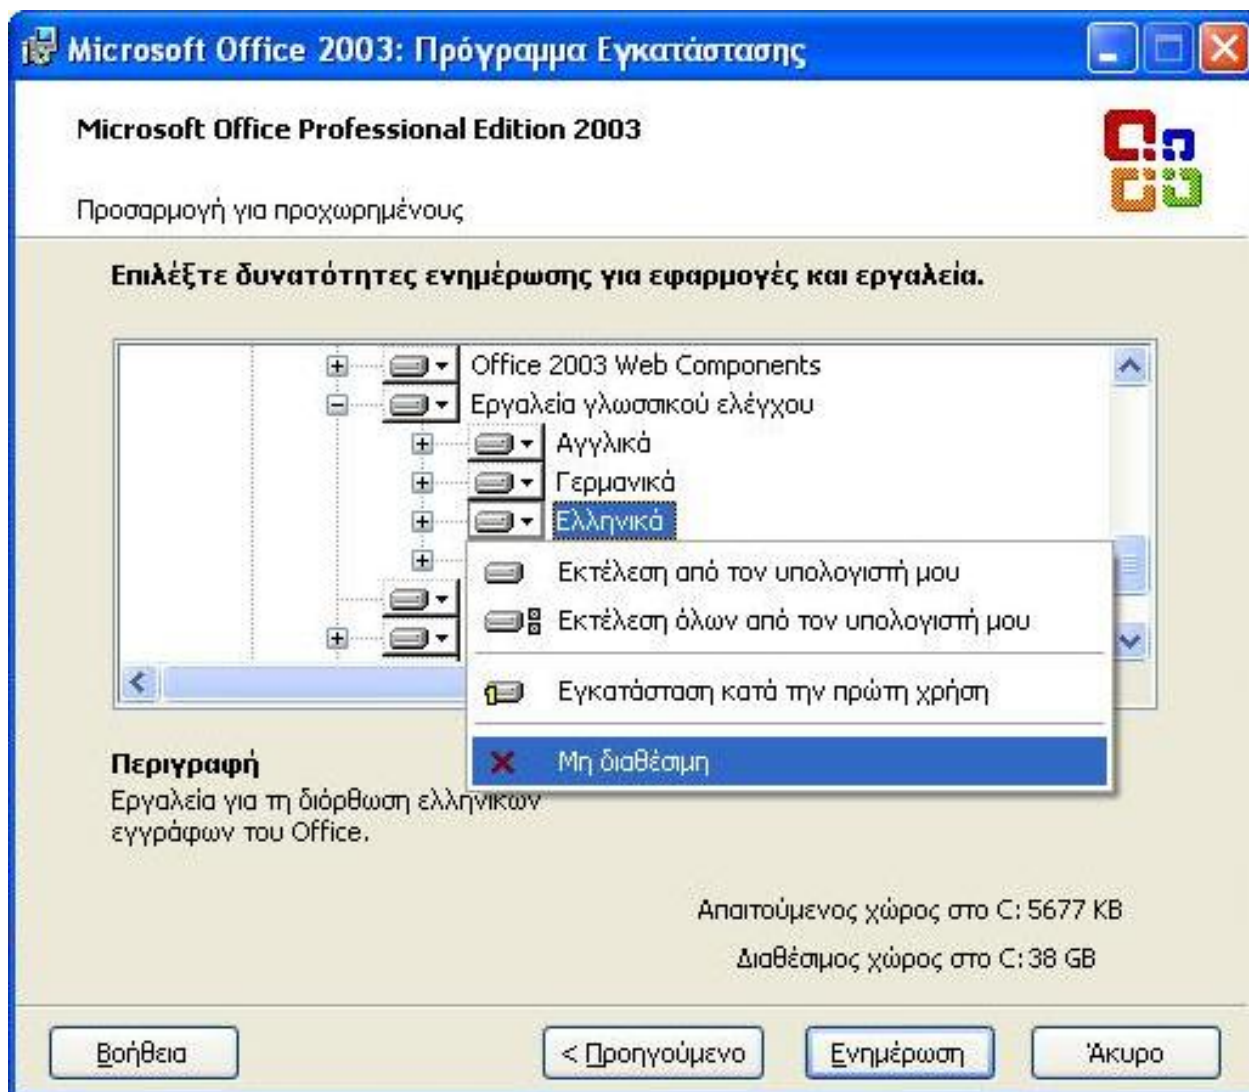 Microsoft Office 2003: Πρόγραμμα Εγκατάστασης
Microsoft Office Professional Edition 2003
Προσαρμογή για προχωρημένους
Επιλέξτε δυνατότητες ενημέρωσης για εφαρμογές και εργαλεία.
Office 2003 Web Components
Εργαλεία γλωσσικού ελέγχου
Αγγλικά
Γερμανικά
Ελληνικά
Εκτέλεση από τον υπολογιστή μου
Εκτέλεση όλων από τον υπολογιστή μου
Εγκατάσταση κατά την πρώτη χρήση
Μη διαθέσιμη
Περιγραφή
Εργαλεία για τη διόρθωση ελληνικών
εγγράφων του Office.
Απαιτούμενος χώρος στο C: 5677 KB
Διαθέσιμος χώρος στο C: 38 GB
Βοήθεια
< Προηγούμενο
Ενημέρωση
Άκυρο